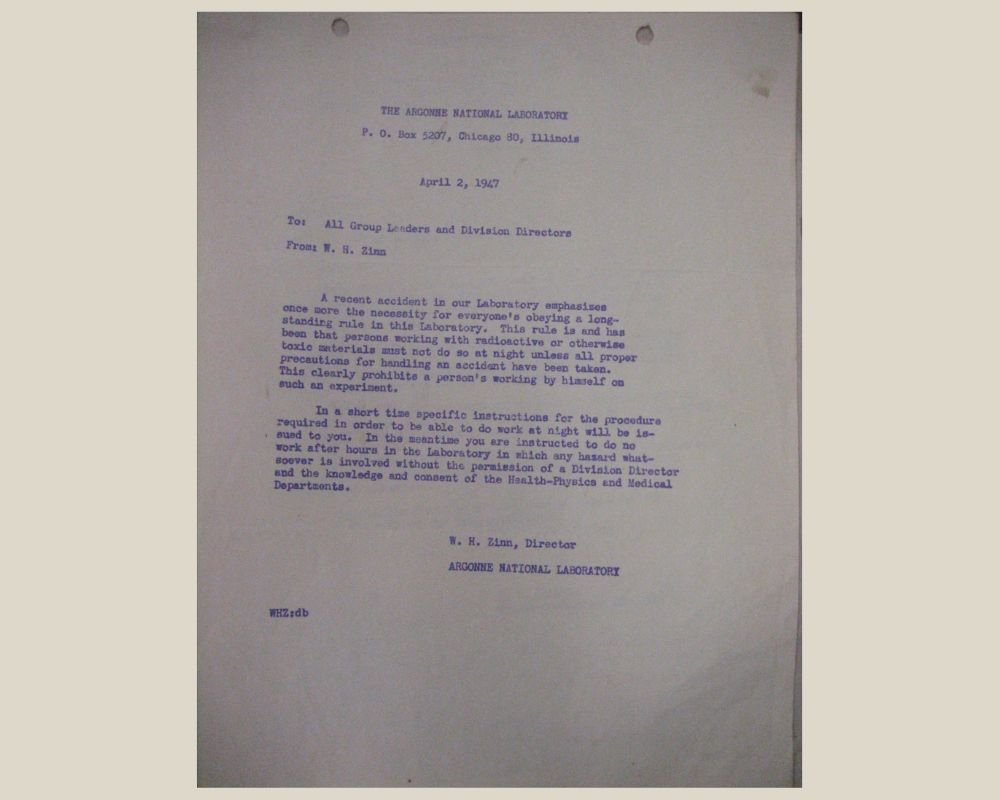 THE ARGONNE NATIONAL LABORATORY
P. O. Box 5207, Chicago 80, Illinois
April 2, 1947
To: All Group Leaders and Division Directors
From: W. H. Zinn
A recent accident in our Laboratory emphasizes
once more the necessity for everyone's obeying a long-
standing rule in this Laboratory. This rule is and has
been that persons working with radioactive or otherwise
toxic materials must not do so at night unless all proper
precautions for handling an accident have been taken.
This clearly prohibits a person's working by himself on
such an experiment.
In a short time specific instructions for the procedure
required in order to be able to do work at night will be is-
sued to you. In the meantime you are instructed to do no
work after hours in the Laboratory in which any hazard what-
soever is involved without the permission of a Division Director
and the knowledge and consent of the Health-Physics and Medical
Departments.
W. H. Zinn, Director
ARGONNE NATIONAL LABORATORY
WHZ:db